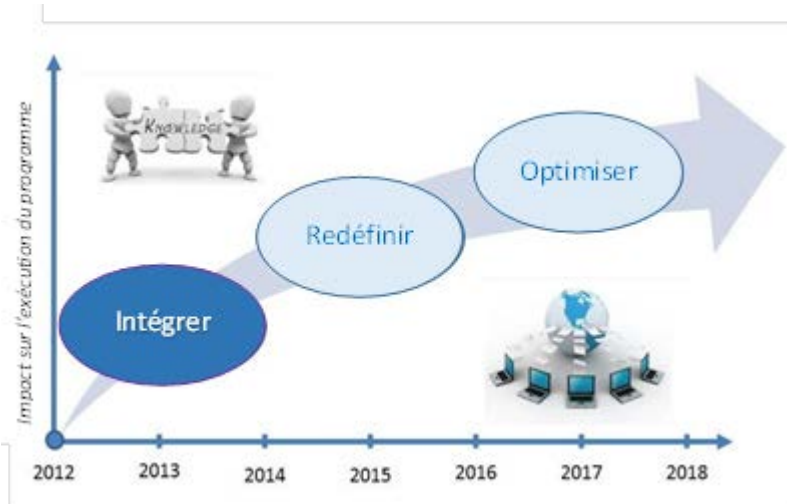 Impact sur l'exécution du programme
KNOWLEDGE
Optimiser
Redéfinir
Intégrer
2012 2013 2014 2015 2016 2017 2018